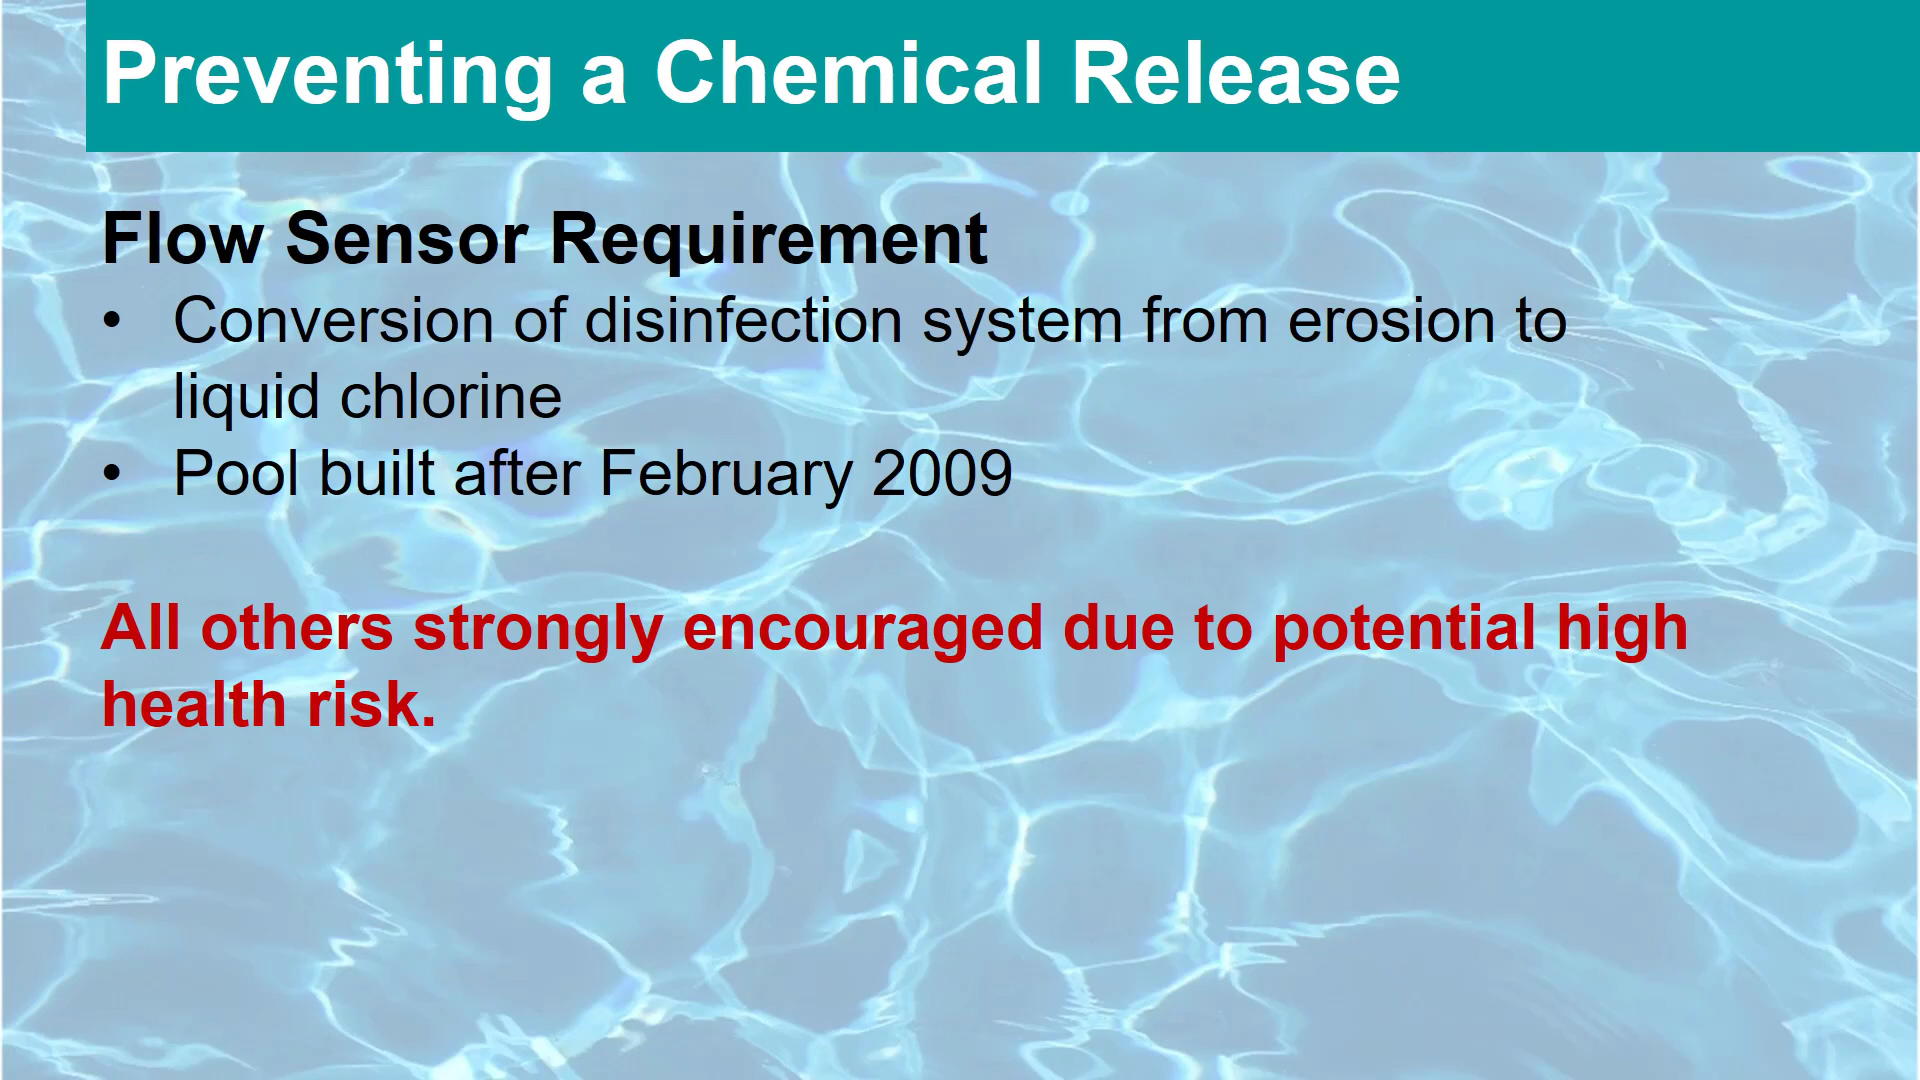 Preventing a Chemical Release
Flow Sensor Requirement
• Conversion of disinfection system from erosion to
liquid chlorine
• Pool built after February 2009
All others strongly encouraged due to potential high
health risk.